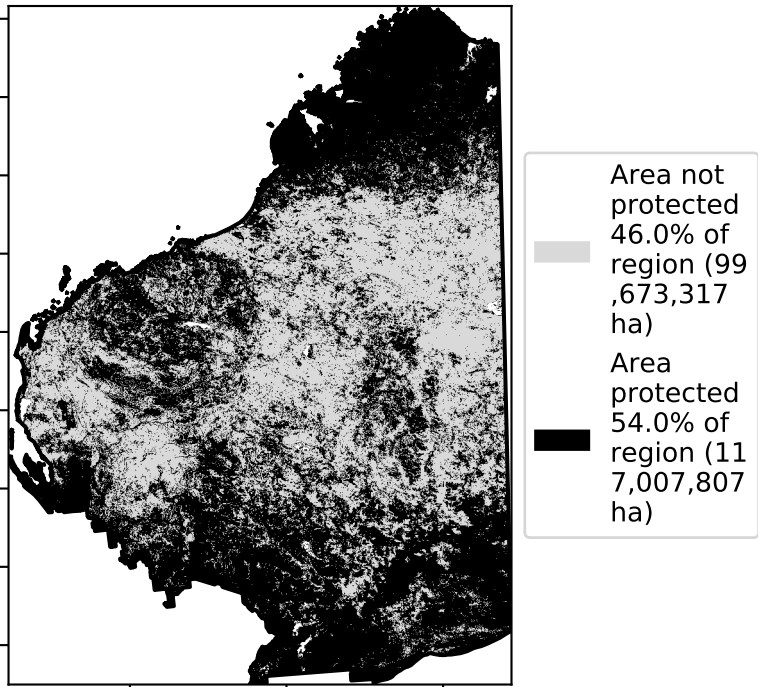 Area not
protected
46.0% of
region (99
,673,317
ha)
Area
protected
54.0% of
region (11
7,007,807
ha)